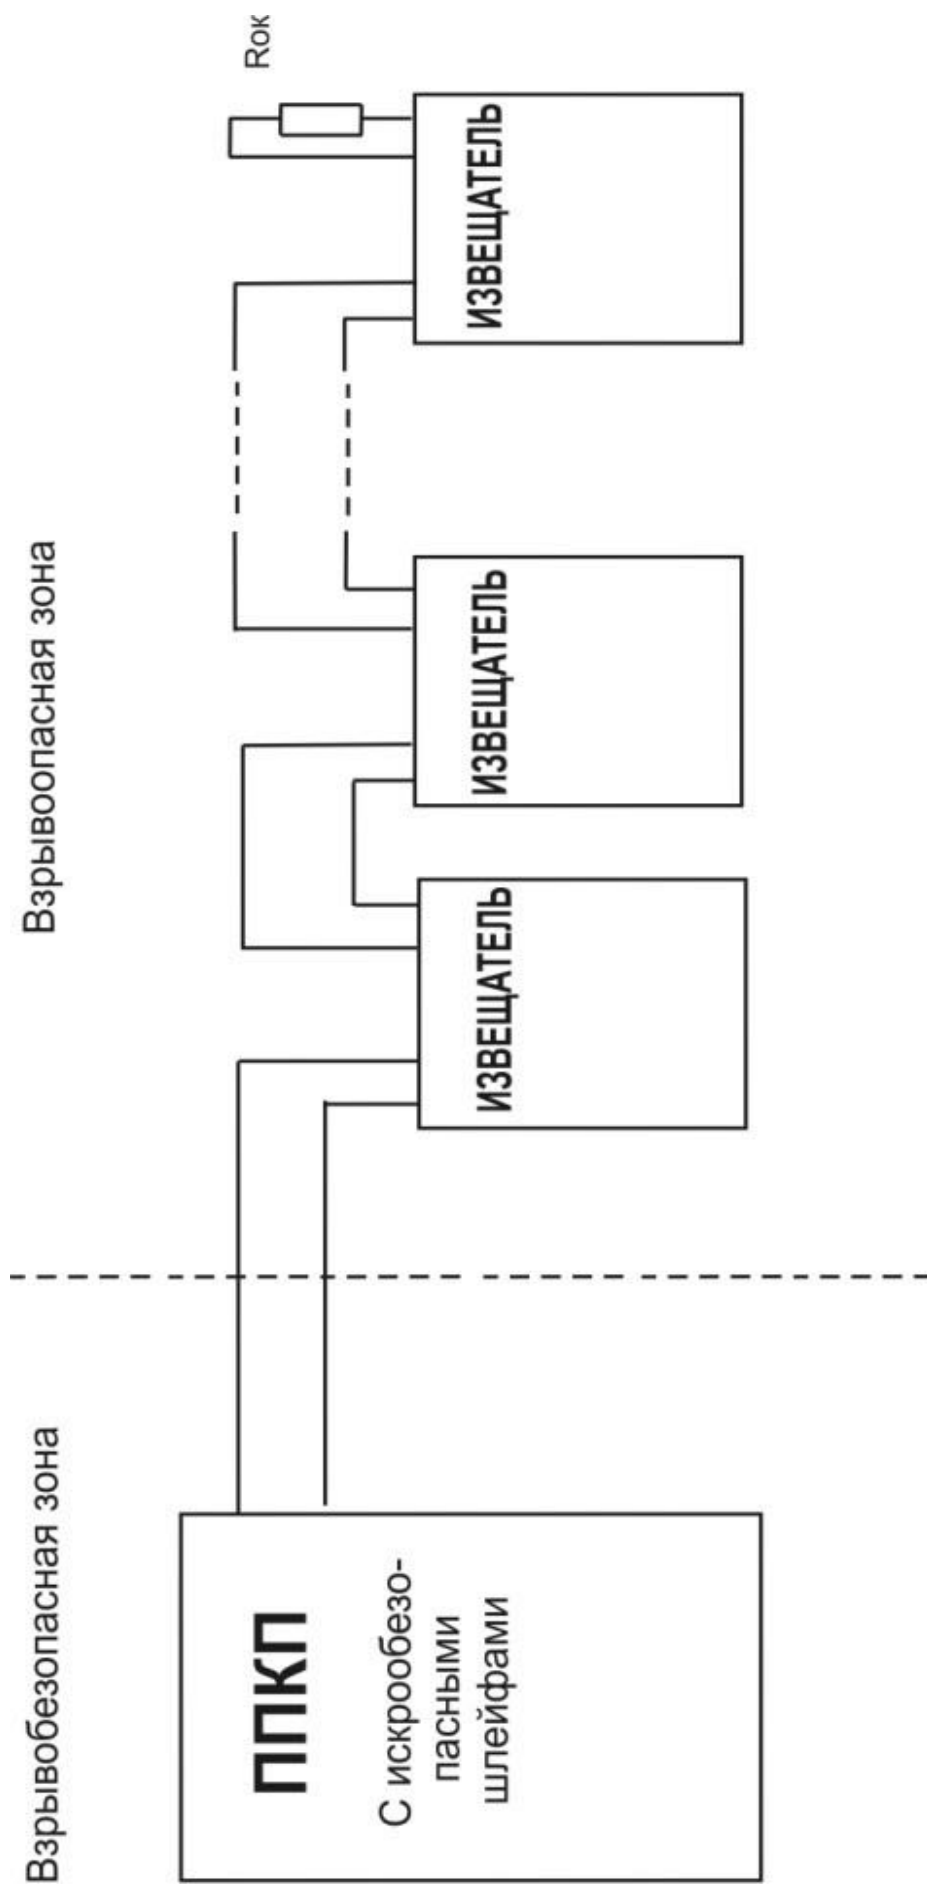 Взрывобезопасная зона
Взрывоопасная зона
Rок
ППКП
С искробезо-
пасными
шлейфами
ИЗВЕЩАТЕЛЬ
ИЗВЕЩАТЕЛЬ
ИЗВЕЩАТЕЛЬ